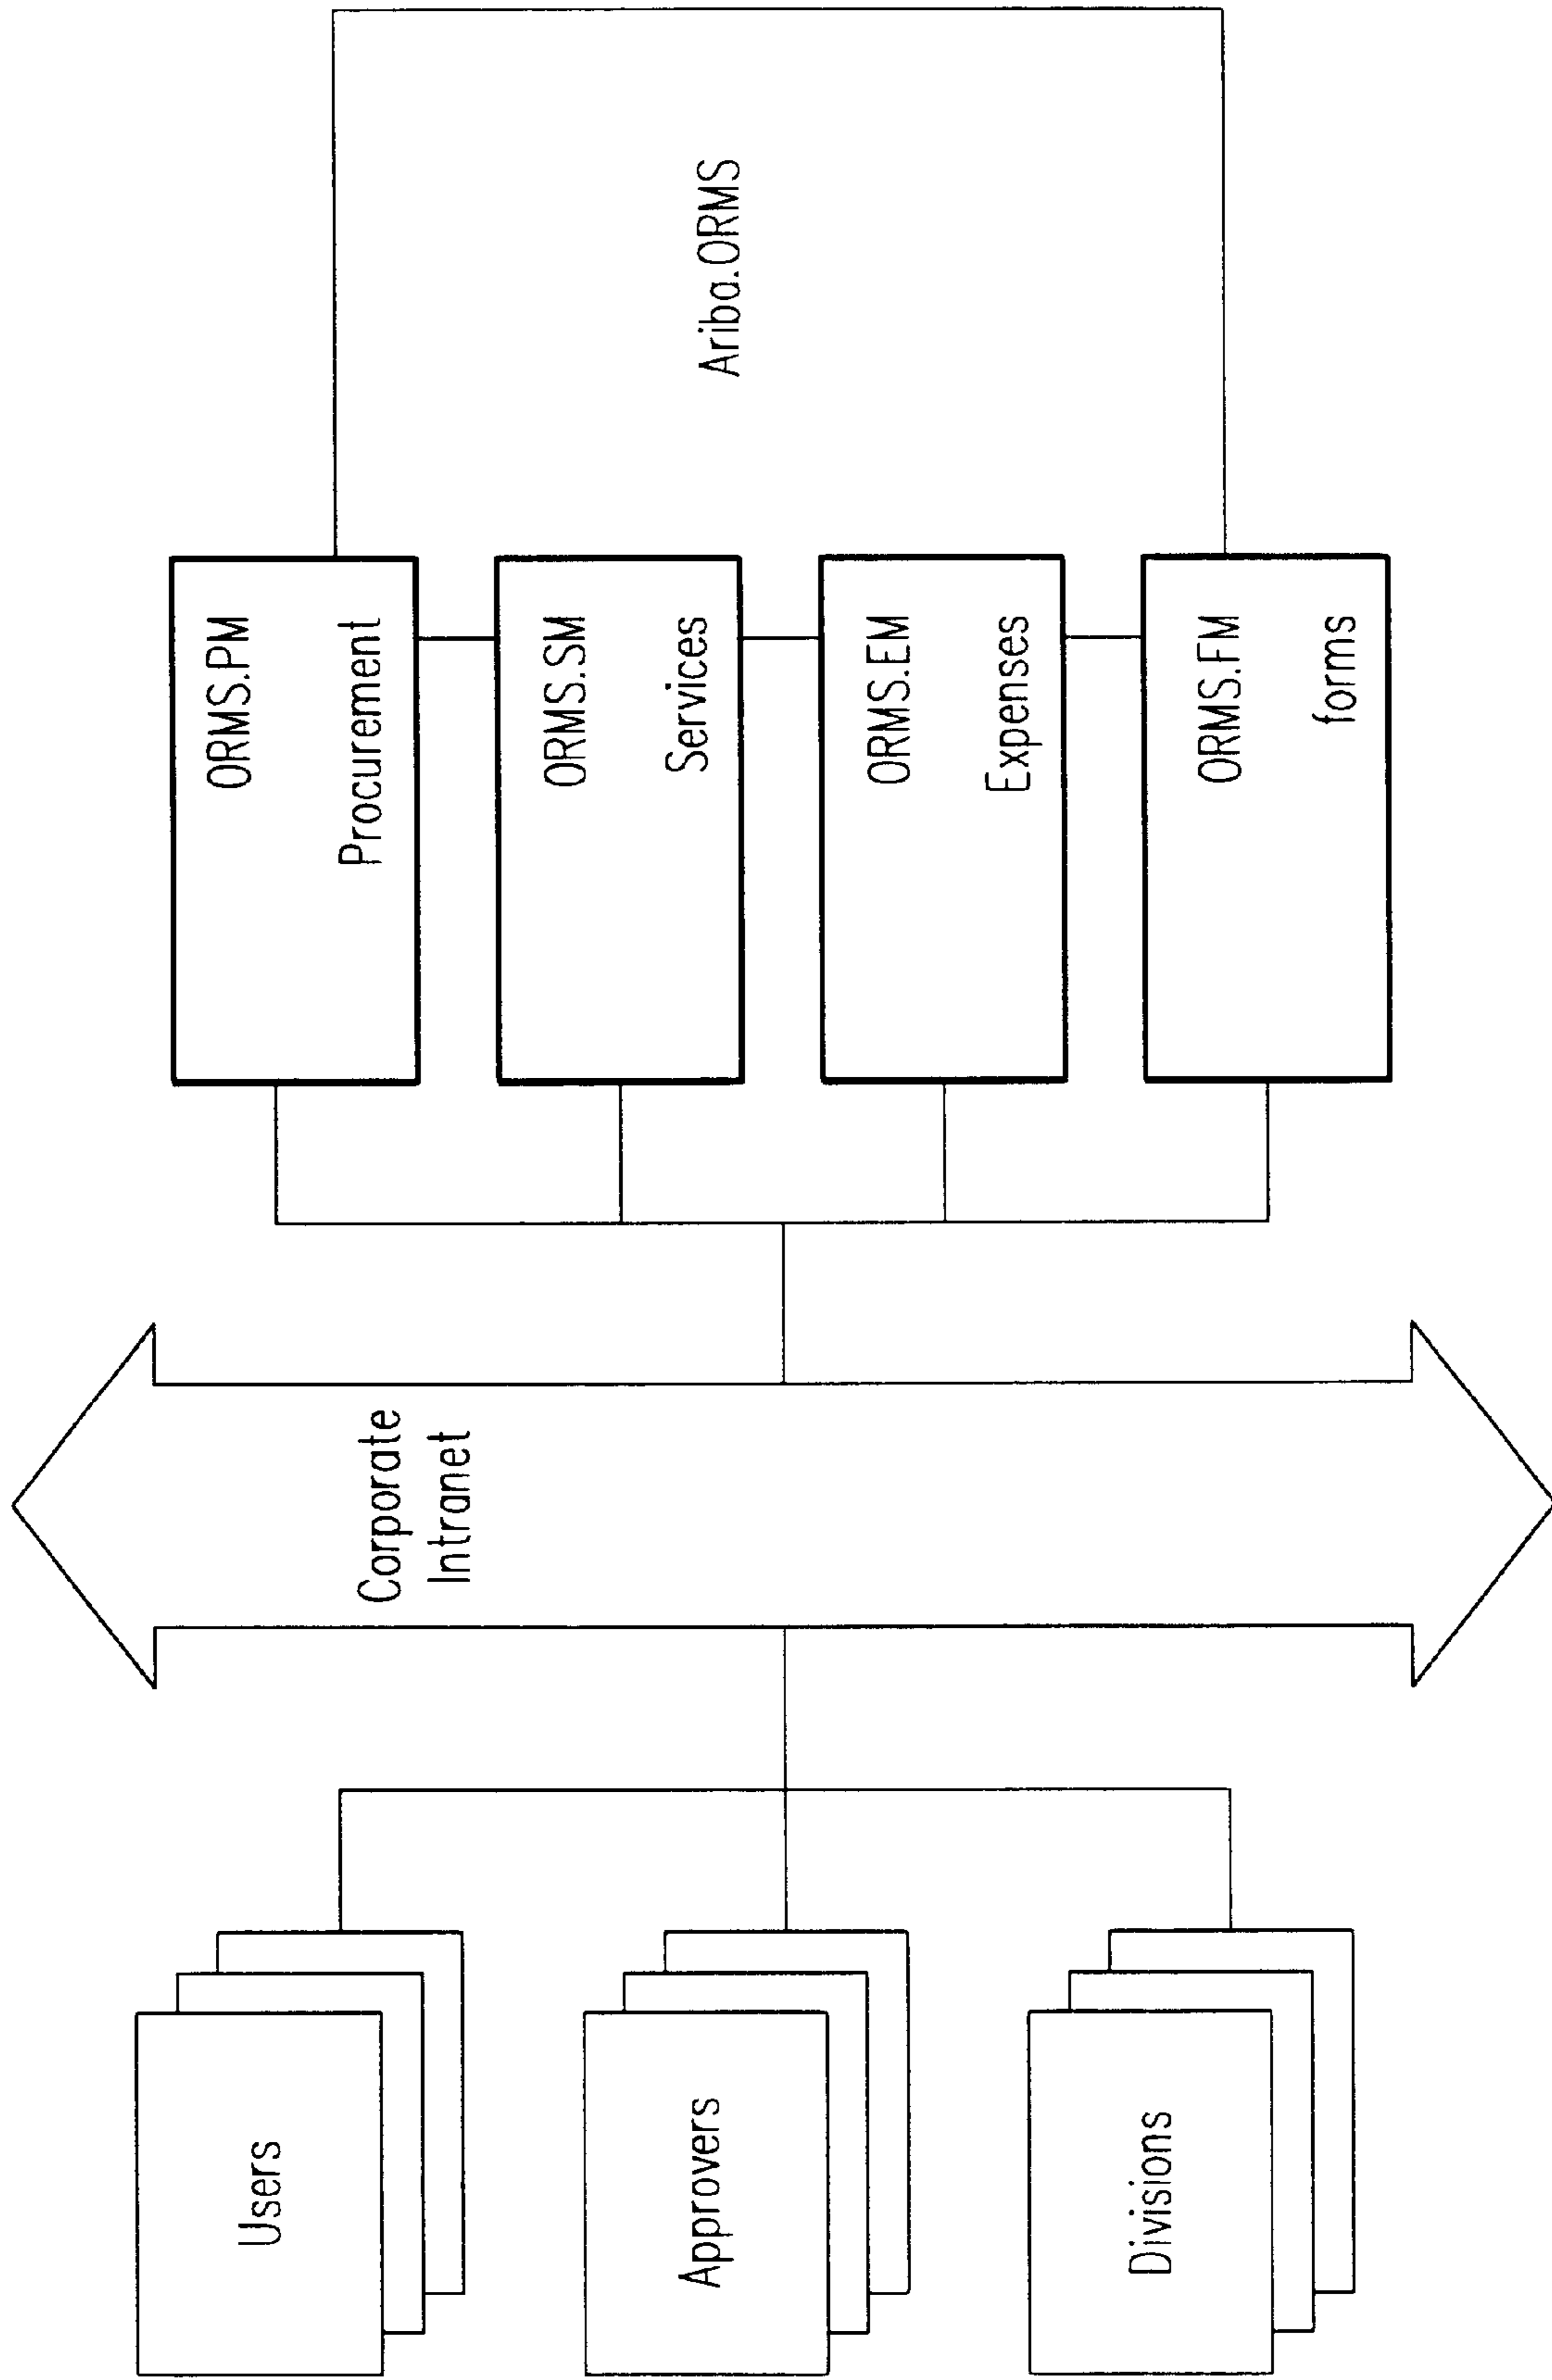 Users
Approvers
Divisions
Corporate
Intranet
ORMS.PM
Procurement
ORMS.SM
Services
ORMS.EM
Expenses
ORMS.FM
forms
Ariba.ORMS